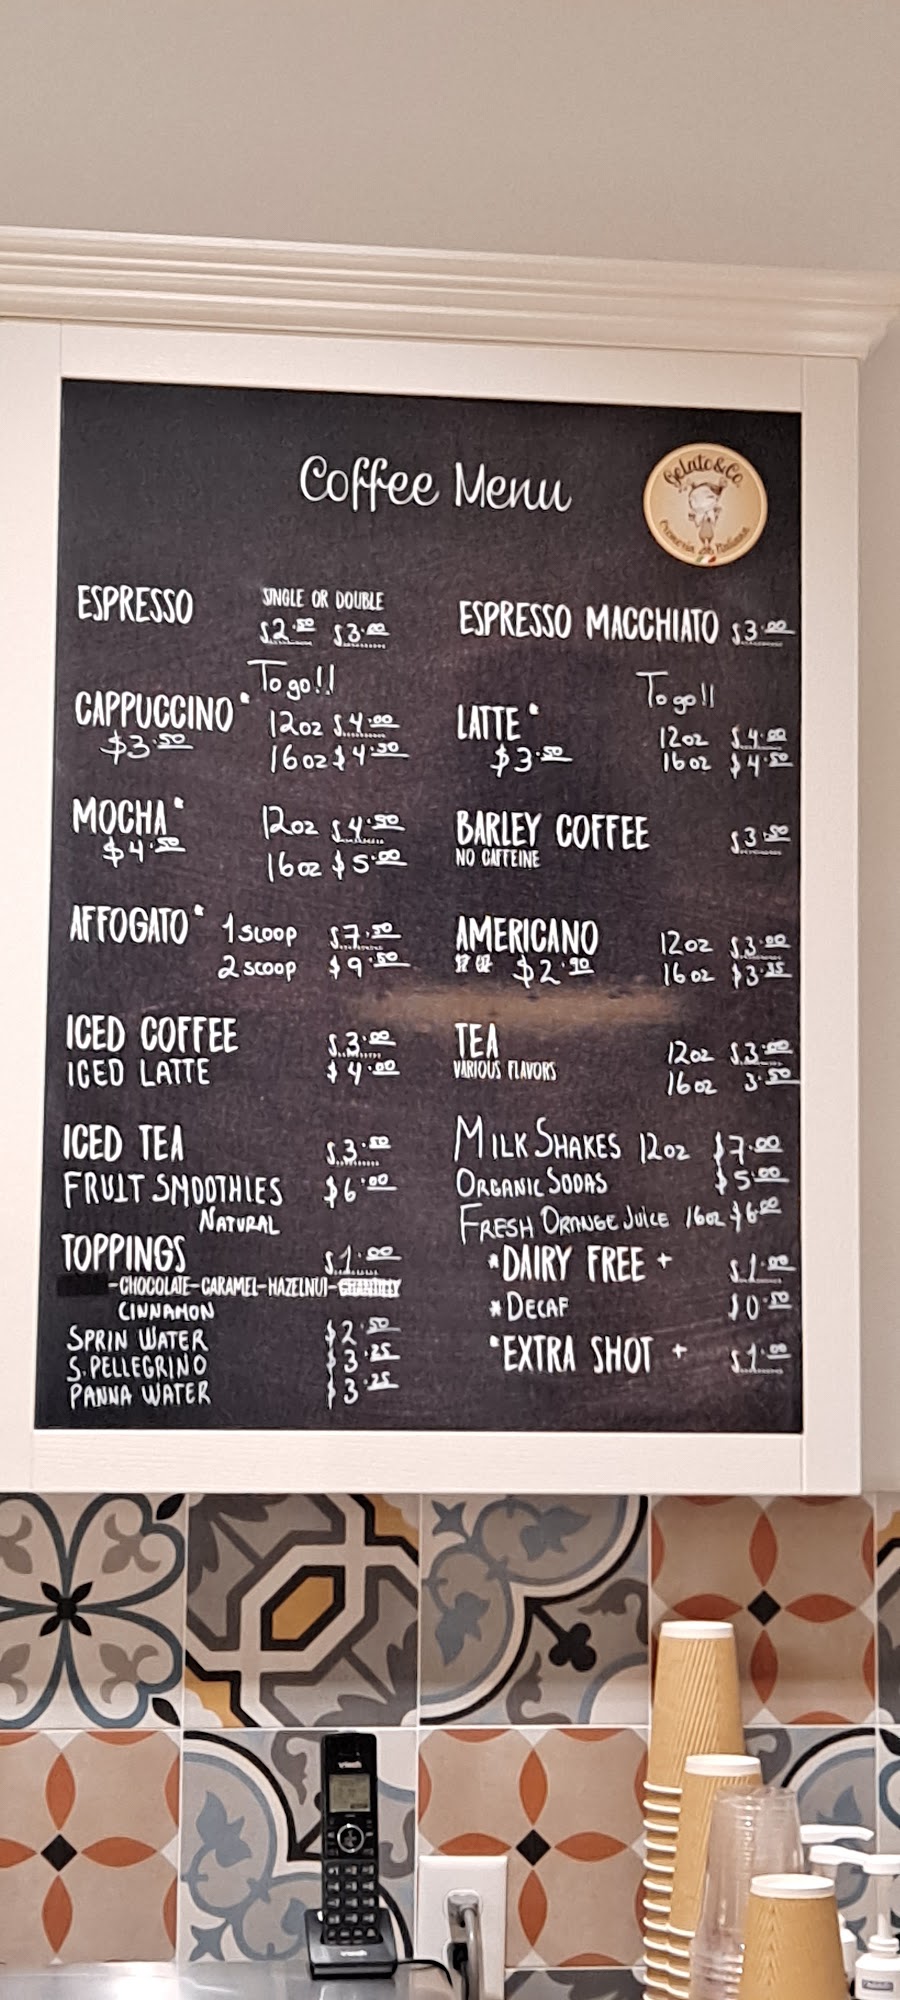 Coffee Menu
Gelato&Co.
Cremeria Italiana
ESPRESSO
SINGLE OR DOUBLE
$2.50 $3.00
To go!!
CAPPUCCINO*
$3.50
12oz $4.00
16oz $4.50
MOCHA*
$4.50
12oz $4.50
16oz $5.00
AFFOGATO* 1 SCOOP $7.50
2 SCOOP $9.50
ICED COFFEE $3.00
ICED LATTE $4.00
ICED TEA $3.50
FRUIT SMOOTHIES $6.00
NATURAL
TOPPINGS $1.00
-CHOCOLATE-CARAMEL-HAZELNUT-
CINNAMON
SPRIN WATER $2.50
S.PELLEGRINO $3.25
PANNA WATER $3.25
ESPRESSO MACCHIATO $3.00
To go!!
LATTE*
$3.50
12oz $4.00
16oz $4.50
BARLEY COFFEE $3.50
NO CAFFEINE
AMERICANO
$2.90
12oz $3.00
16oz $3.35
TEA
VARIOUS FLAVORS
12oz $3.00
16oz 3.50
MILK SHAKES 12oz $7.00
ORGANIC SODAS $5.00
FRESH ORANGE JUICE 16oz $6.00
*DAIRY FREE + $1.00
*DECAF $0.50
*EXTRA SHOT + $1.00
vtech
vtech